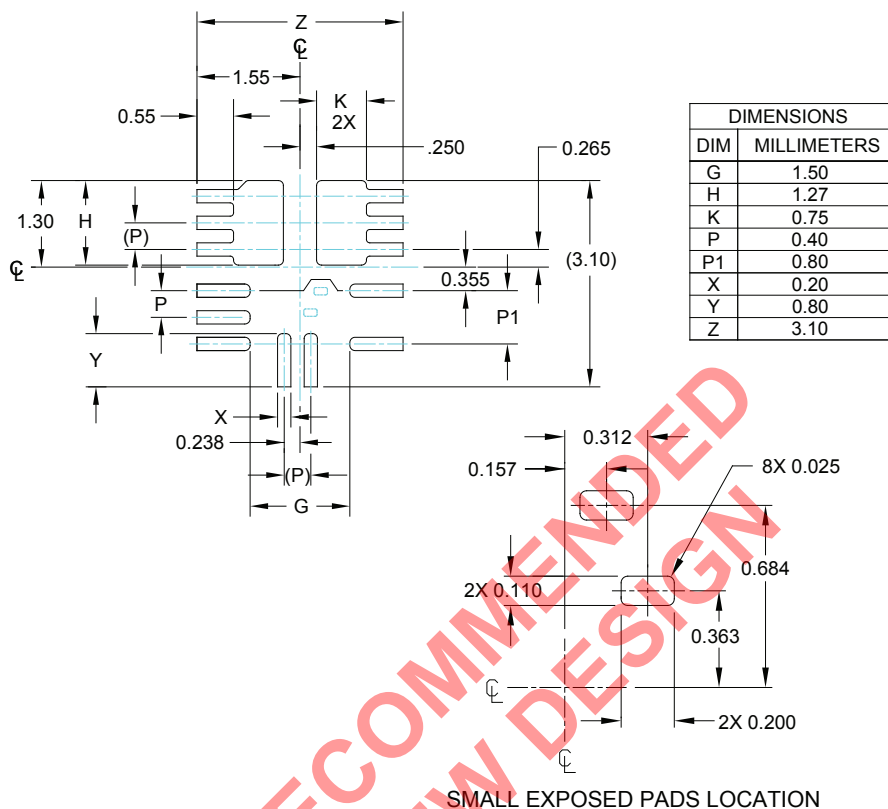 Z
℄
1.55
0.55
K
2X
.250
0.265
1.30
H
(P)
℄
0.355
(3.10)
P
P1
Y
X
0.238
(P)
G
DIMENSIONS
DIM MILLIMETERS
G 1.50
H 1.27
K 0.75
P 0.40
P1 0.80
X 0.20
Y 0.80
Z 3.10
0.312
0.157
8X 0.025
2X 0.110
0.684
0.363
℄
2X 0.200
℄
SMALL EXPOSED PADS LOCATION
ECOMMENDED
W DESIGN